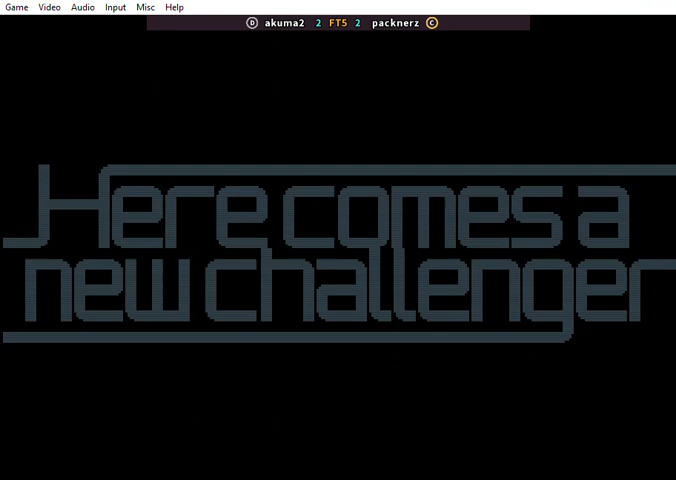 Game Video Audio Input Misc Help
D akuma2 2 FT5 2 packnerz C
Here comes a
new challenger